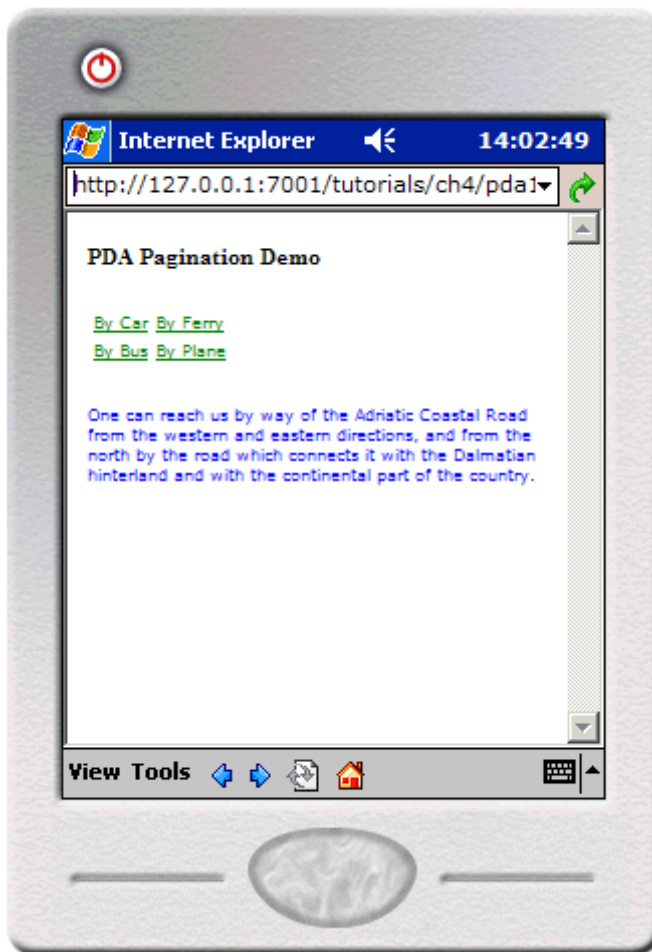 Internet Explorer 14:02:49
http://127.0.0.1:7001/tutorials/ch4/pda1
PDA Pagination Demo
By Car By Ferry
By Bus By Plane
One can reach us by way of the Adriatic Coastal Road
from the western and eastern directions, and from the
north by the road which connects it with the Dalmatian
hinterland and with the continental part of the country.
View Tools